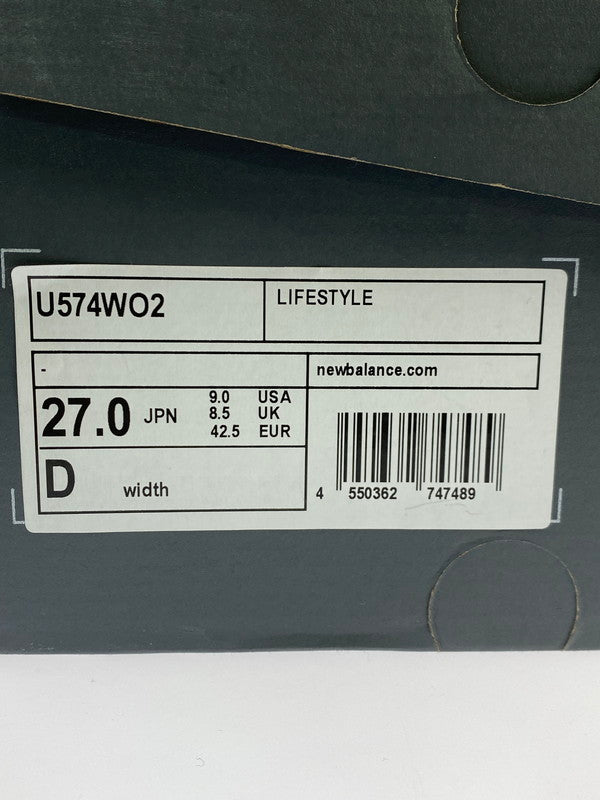 U574WO2
LIFESTYLE
-
newbalance.com
27.0 JPN
9.0 USA
8.5 UK
42.5 EUR
D width
4 550362 747489